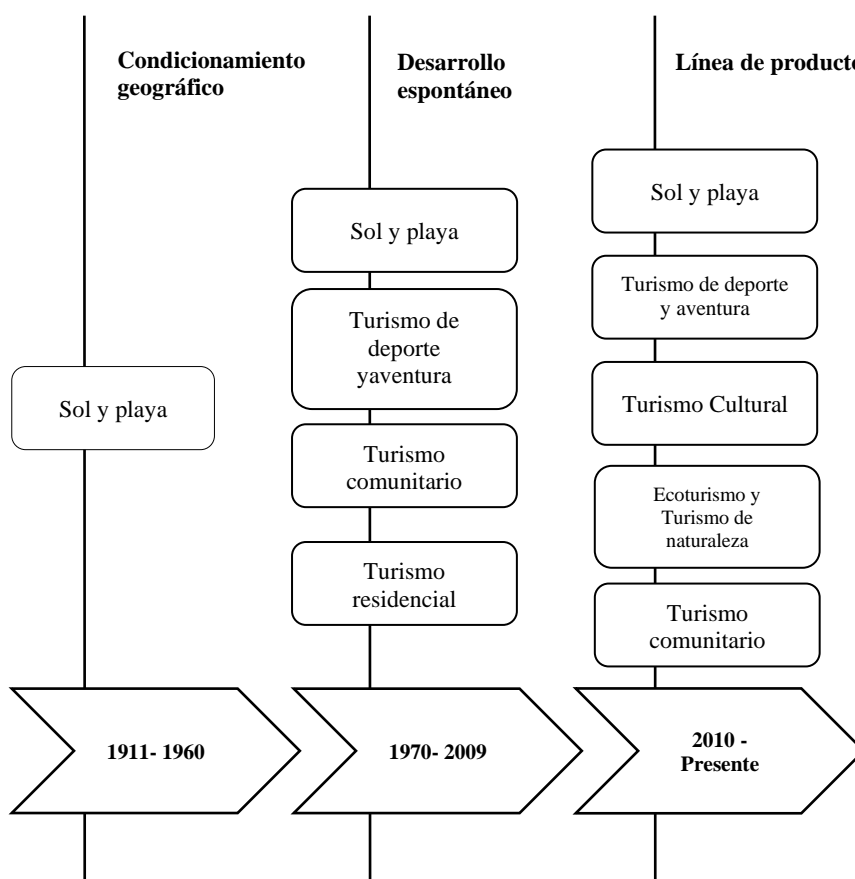 Condicionamiento
geográfico
Sol y playa
1911- 1960
Desarrollo
espontáneo
Sol y playa
Turismo de
deporte
yaventura
Turismo
comunitario
Turismo
residencial
1970- 2009
Línea de producto
Sol y playa
Turismo de deporte
y aventura
Turismo Cultural
Ecoturismo y
Turismo de
naturaleza
Turismo
comunitario
2010 -
Presente